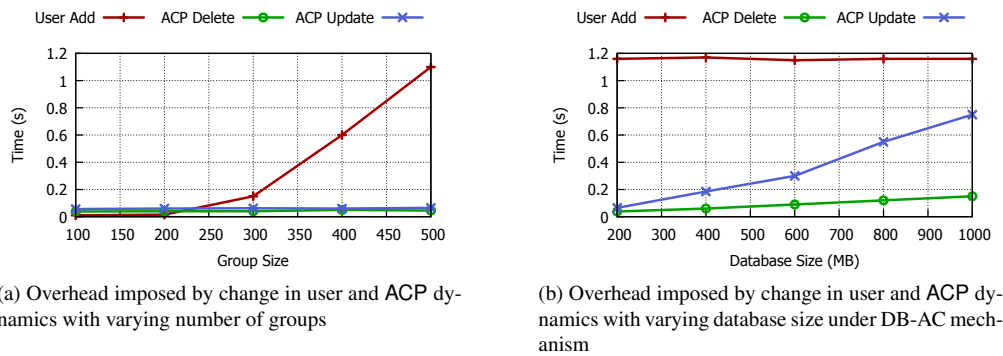 User Add ACP Delete ACP Update
1.2
1
0.8
0.6
0.4
0.2
0
Time (s)
100 150 200 250 300 350 400 450 500
Group Size
(a) Overhead imposed by change in user and ACP dy-
namics with varying number of groups
User Add ACP Delete ACP Update
1.2
1
0.8
0.6
0.4
0.2
0
Time (s)
200 300 400 500 600 700 800 900 1000
Database Size (MB)
(b) Overhead imposed by change in user and ACP dy-
namics with varying database size under DB-AC mech-
anism